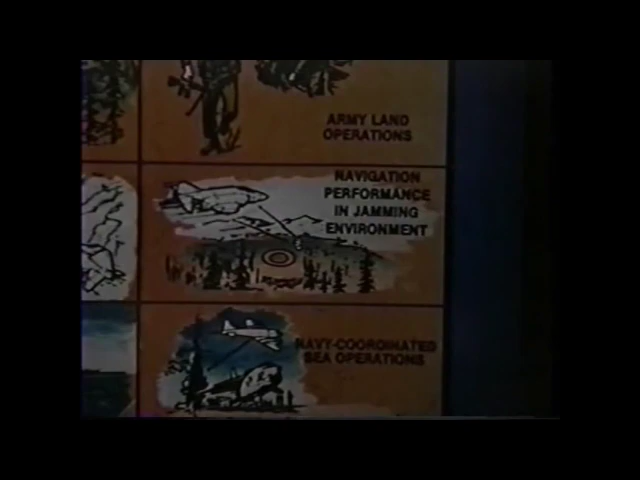 ARMY LAND
OPERATIONS
NAVIGATION
PERFORMANCE
IN JAMMING
ENVIRONMENT
NAVY-COORDINATED
SEA OPERATIONS